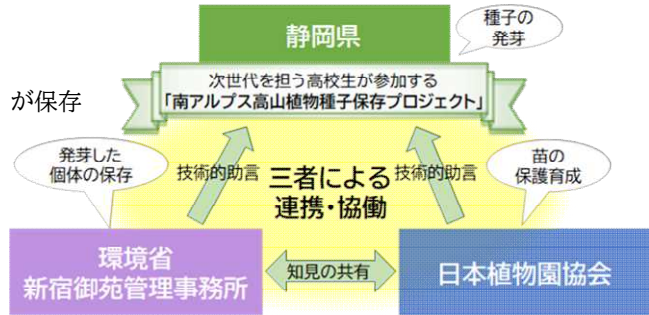 静岡県
種子の
発芽
次世代を担う高校生が参加する
「南アルプス高山植物種子保存プロジェクト」
が保存
発芽した
個体の保存
技術的助言
三者による
連携・協働
技術的助言
苗の
保護育成
環境省
新宿御苑管理事務所
知見の共有
日本植物園協会